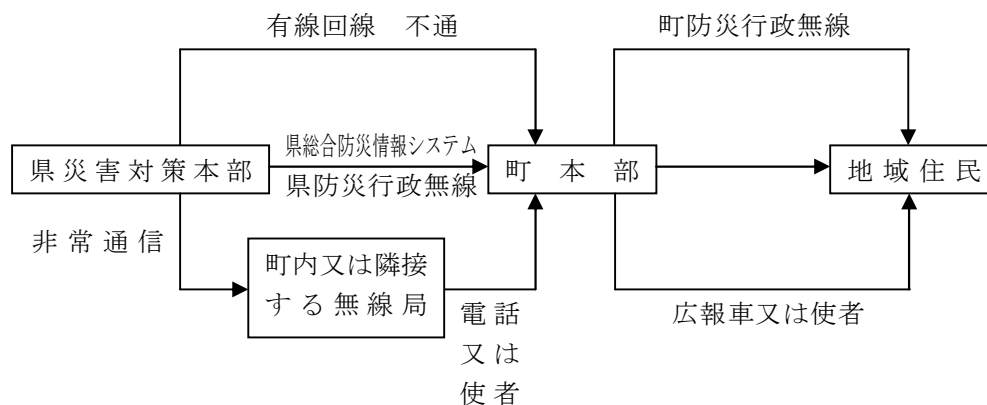 有線回線　不通
町防災行政無線
県総合防災情報システム
県災害対策本部
町本部
地域住民
県防災行政無線
非常通信
町内又は隣接
する無線局
電話
又は
使者
広報車又は使者